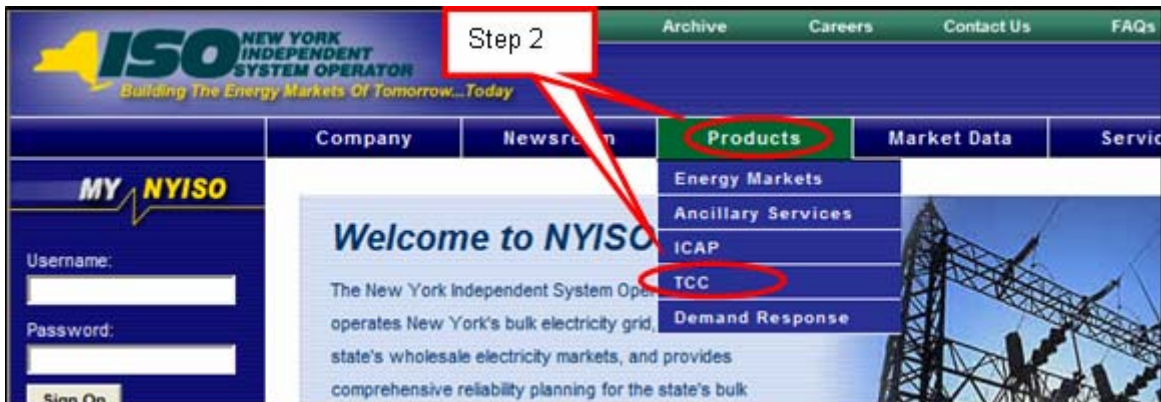 Step 2
Archive Careers Contact Us FAQs
ISO NEW YORK
INDEPENDENT
SYSTEM OPERATOR
Building The Energy Markets Of Tomorrow...Today
Company Newsroom Products Market Data
MY NYISO
Username:
Password:
Sign On
Energy Markets
Ancillary Services
ICAP
TCC
Demand Response
Welcome to NYISO
The New York Independent System
operates New York's bulk electricity grid,
state's wholesale electricity markets, and provides
comprehensive reliability planning for the state's bulk